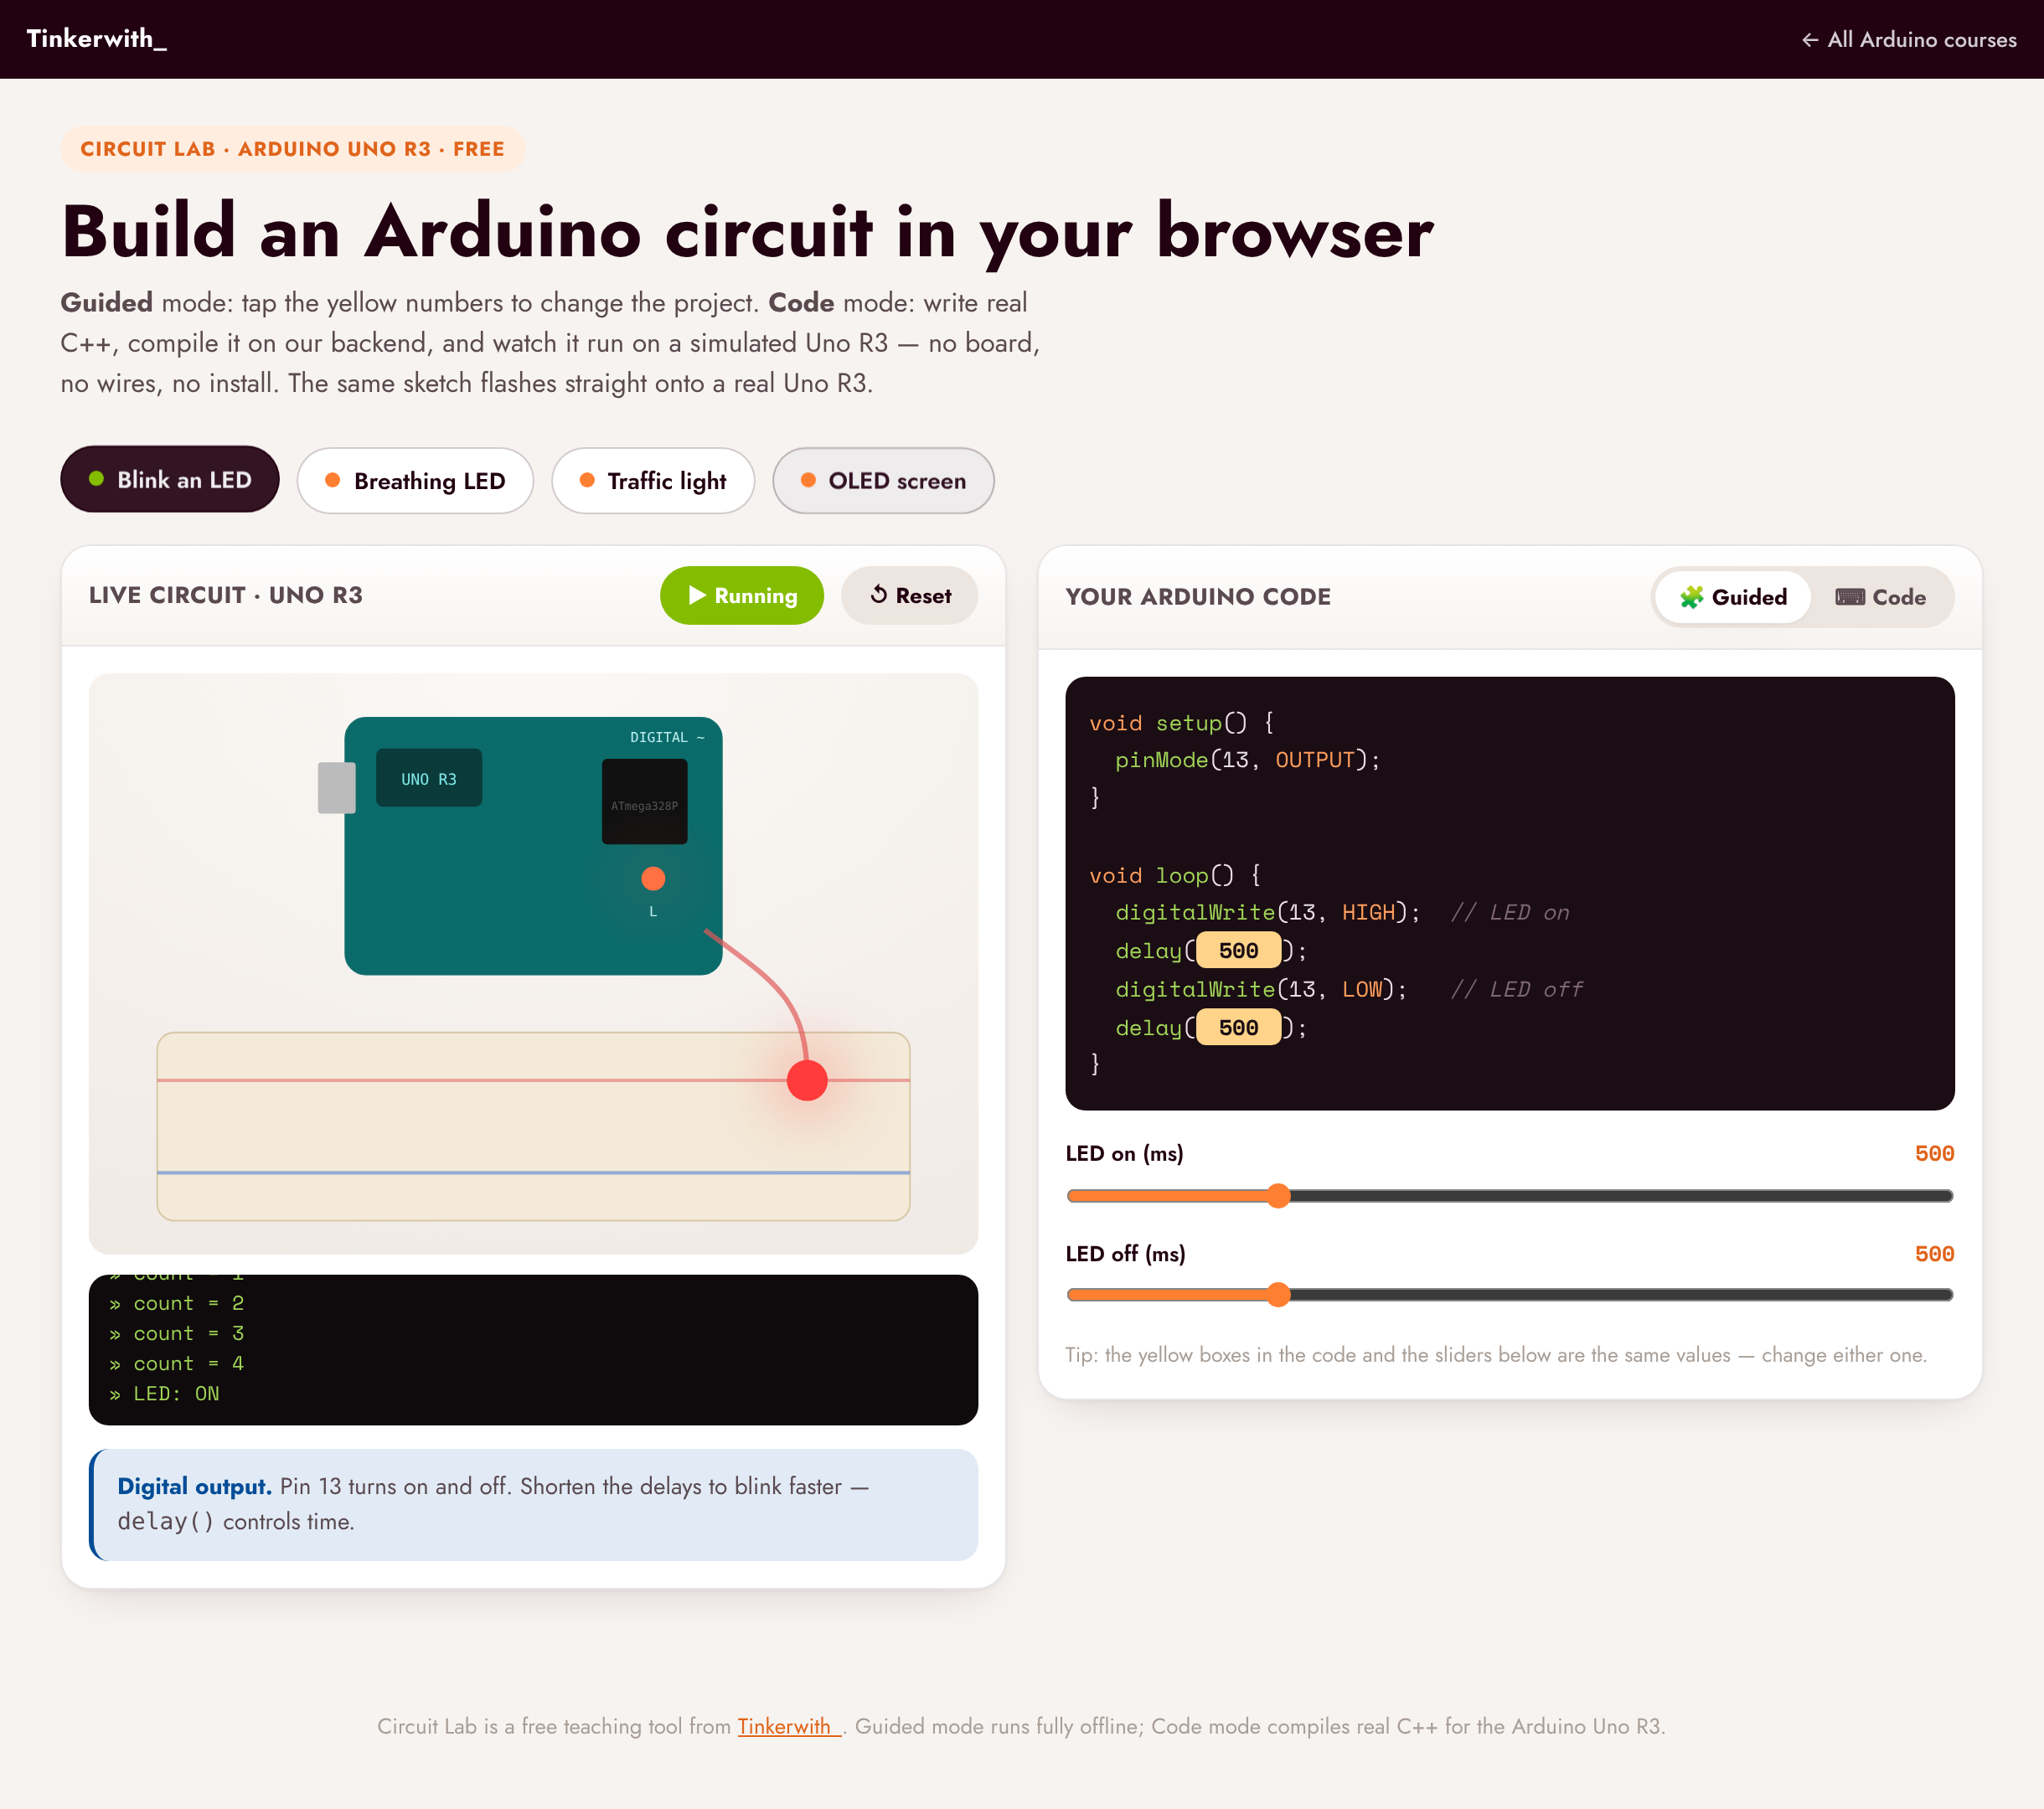 Tinkerwith_
← All Arduino courses
CIRCUIT LAB · ARDUINO UNO R3 · FREE
Build an Arduino circuit in your browser
Guided mode: tap the yellow numbers to change the project. Code mode: write real
C++, compile it on our backend, and watch it run on a simulated Uno R3 — no board,
no wires, no install. The same sketch flashes straight onto a real Uno R3.
Blink an LED
Breathing LED
Traffic light
OLED screen
LIVE CIRCUIT · UNO R3
▶ Running
↺ Reset
DIGITAL ~
UNO R3
ATmega328P
L
» count = 1
» count = 2
» count = 3
» count = 4
» LED: ON
Digital output. Pin 13 turns on and off. Shorten the delays to blink faster —
delay() controls time.
YOUR ARDUINO CODE
🧩 Guided
⌨ Code
void setup() {
  pinMode(13, OUTPUT);
}
void loop() {
  digitalWrite(13, HIGH);  // LED on
  delay(500);
  digitalWrite(13, LOW);   // LED off
  delay(500);
}
LED on (ms)
500
LED off (ms)
500
Tip: the yellow boxes in the code and the sliders below are the same values — change either one.
Circuit Lab is a free teaching tool from Tinkerwith_. Guided mode runs fully offline; Code mode compiles real C++ for the Arduino Uno R3.